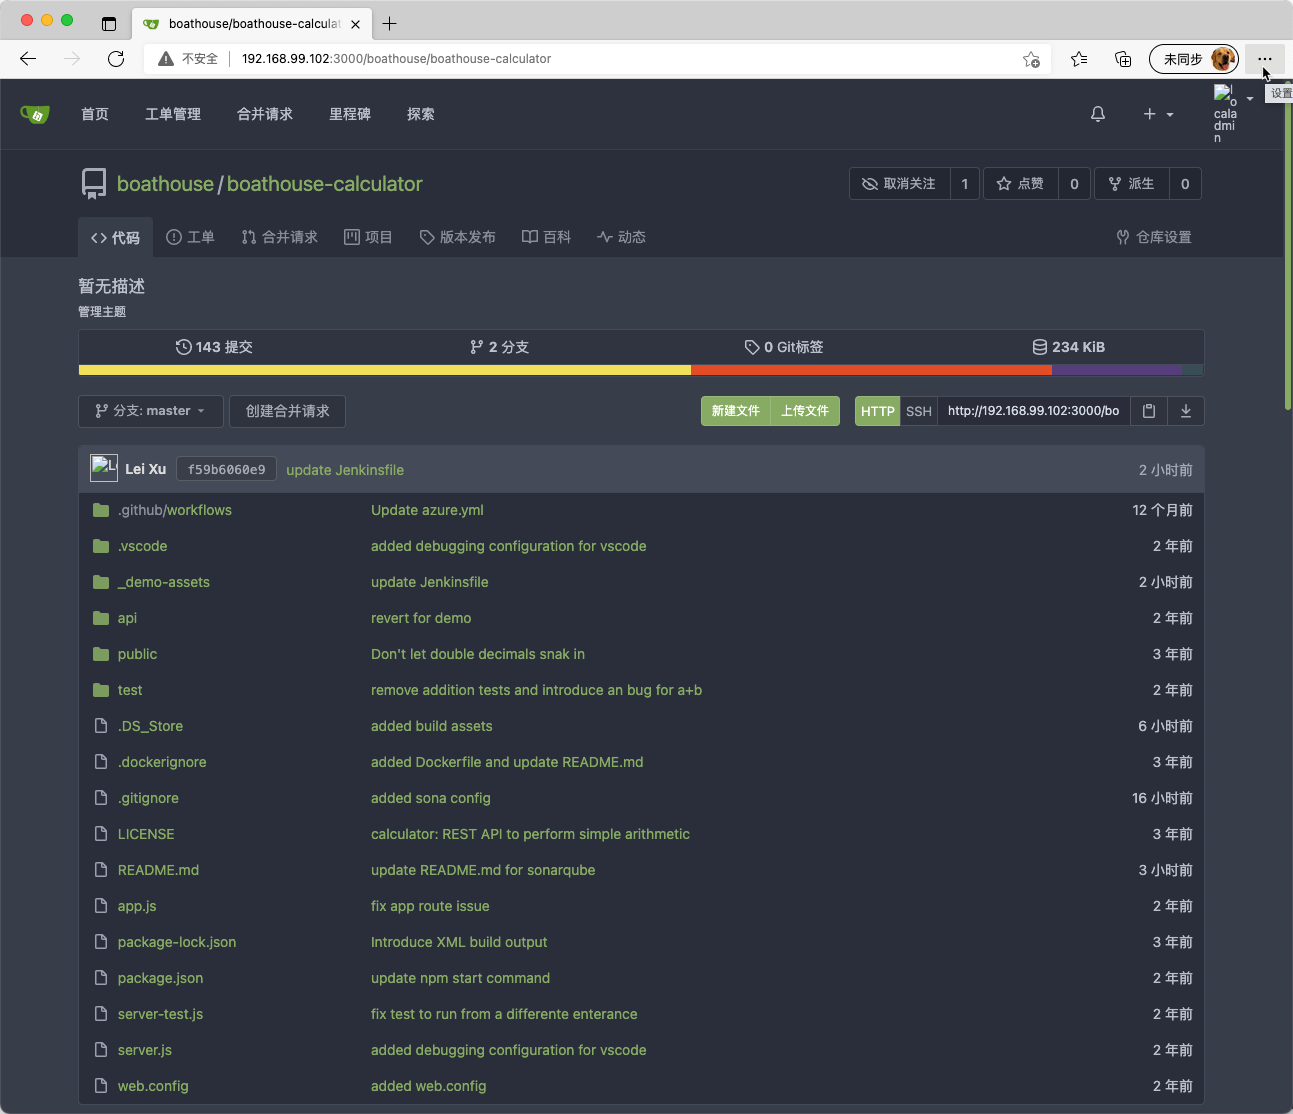 boathouse/boathouse-calculat
不安全 192.168.99.102:3000/boathouse/boathouse-calculator 未同步
设置
首页 工单管理 合并请求 里程碑 探索
localadmin
boathouse/boathouse-calculator 取消关注 1 点赞 0 派生 0
代码 工单 合并请求 项目 版本发布 百科 动态 仓库设置
暂无描述
管理主题
143 提交 2 分支 0 Git标签 234 KiB
分支: master 创建合并请求 新建文件 上传文件 HTTP SSH http://192.168.99.102:3000/bo
Lei Xu f59b6060e9 update Jenkinsfile 2 小时前
.github/workflows Update azure.yml 12 个月前
.vscode added debugging configuration for vscode 2 年前
_demo-assets update Jenkinsfile 2 小时前
api revert for demo 2 年前
public Don't let double decimals snak in 3 年前
test remove addition tests and introduce an bug for a+b 2 年前
.DS_Store added build assets 6 小时前
.dockerignore added Dockerfile and update README.md 3 年前
.gitignore added sona config 16 小时前
LICENSE calculator: REST API to perform simple arithmetic 3 年前
README.md update README.md for sonarqube 3 小时前
app.js fix app route issue 2 年前
package-lock.json Introduce XML build output 3 年前
package.json update npm start command 2 年前
server-test.js fix test to run from a differente enterance 2 年前
server.js added debugging configuration for vscode 2 年前
web.config added web.config 2 年前